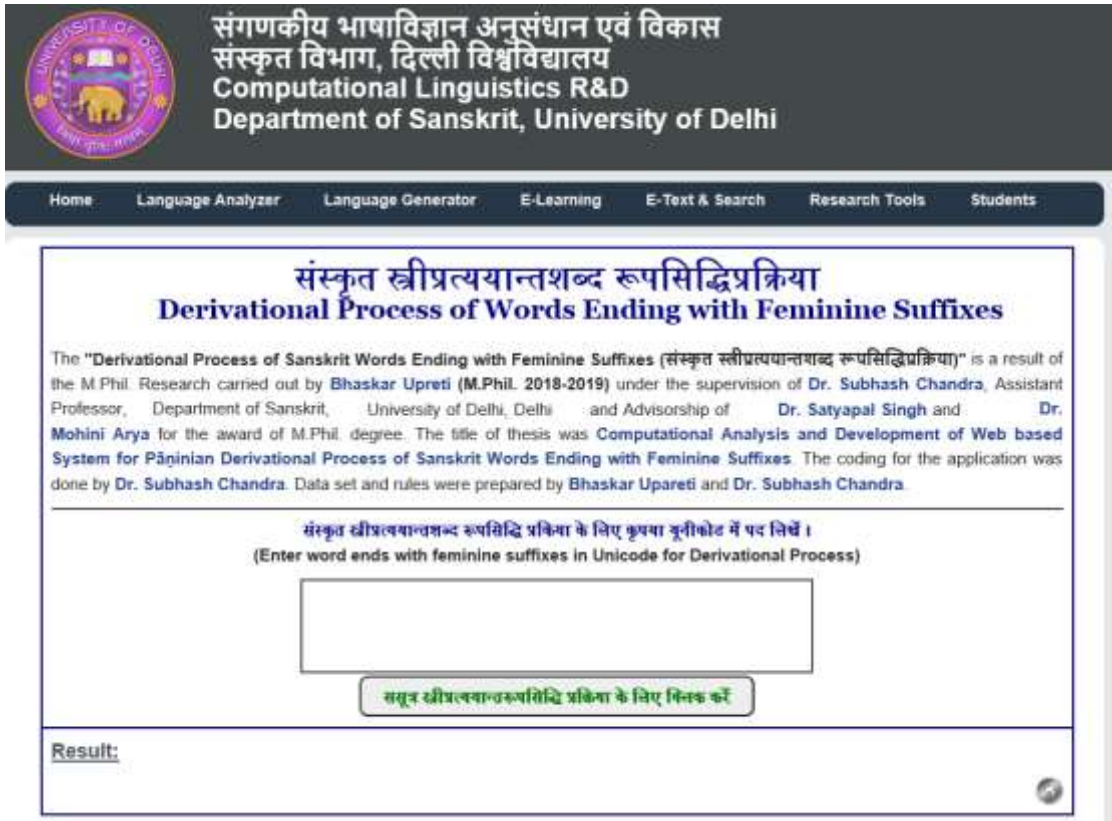 संगणकीय भाषाविज्ञान अनुसंधान एवं विकास
संस्कृत विभाग, दिल्ली विश्वविद्यालय
Computational Linguistics R&D
Department of Sanskrit, University of Delhi
Home Language Analyzer Language Generator E-Learning E-Text & Search Research Tools Students
संस्कृत स्त्रीप्रत्ययान्तशब्द रूपसिद्धिप्रक्रिया
Derivational Process of Words Ending with Feminine Suffixes
The "Derivational Process of Sanskrit Words Ending with Feminine Suffixes (संस्कृत स्त्रीप्रत्ययान्तशब्द रूपसिद्धिप्रक्रिया)" is a result of
the M.Phil. Research carried out by Bhaskar Upreti (M.Phil. 2018-2019) under the supervision of Dr. Subhash Chandra, Assistant
Professor, Department of Sanskrit, University of Delhi, Delhi and Advisorship of Dr. Satyapal Singh and Dr.
Mohini Arya for the award of M.Phil. degree. The title of thesis was Computational Analysis and Development of Web based
System for Pāṇinian Derivational Process of Sanskrit Words Ending with Feminine Suffixes. The coding for the application was
done by Dr. Subhash Chandra. Data set and rules were prepared by Bhaskar Upareti and Dr. Subhash Chandra.
संस्कृत स्त्रीप्रत्ययान्तशब्द रूपसिद्धि प्रक्रिया के लिए कृपया यूनीकोड में पद लिखें ।
(Enter word ends with feminine suffixes in Unicode for Derivational Process)
ससूत्र स्त्रीप्रत्ययान्तरूपसिद्धि प्रक्रिया के लिए क्लिक करें
Result: